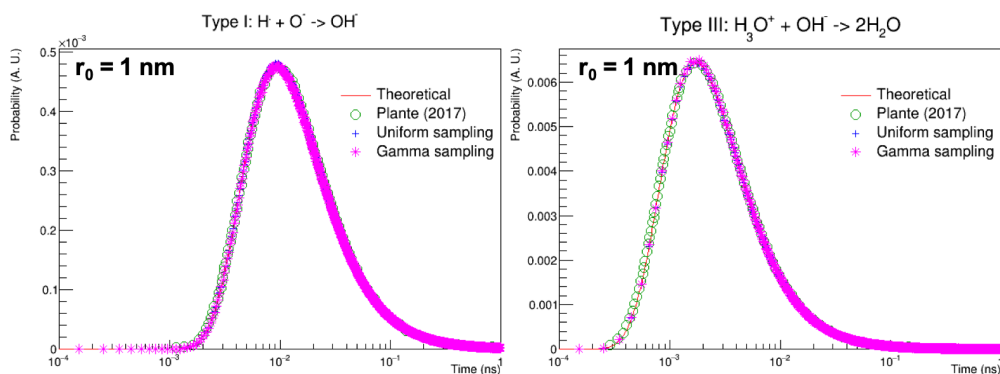 Type I: H˙ + O˙⁻ -> OH⁻
×10⁻³
r₀ = 1 nm
Probability (A. U.)
0.5
0.4
0.3
0.2
0.1
0
Theoretical
Plante (2017)
Uniform sampling
Gamma sampling
10⁻⁴
10⁻³
10⁻²
10⁻¹
1
Time (ns)
Type III: H₃O⁺ + OH⁻ -> 2H₂O
r₀ = 1 nm
Probability (A. U.)
0.006
0.005
0.004
0.003
0.002
0.001
0
Theoretical
Plante (2017)
Uniform sampling
Gamma sampling
10⁻⁴
10⁻³
10⁻²
10⁻¹
1
Time (ns)